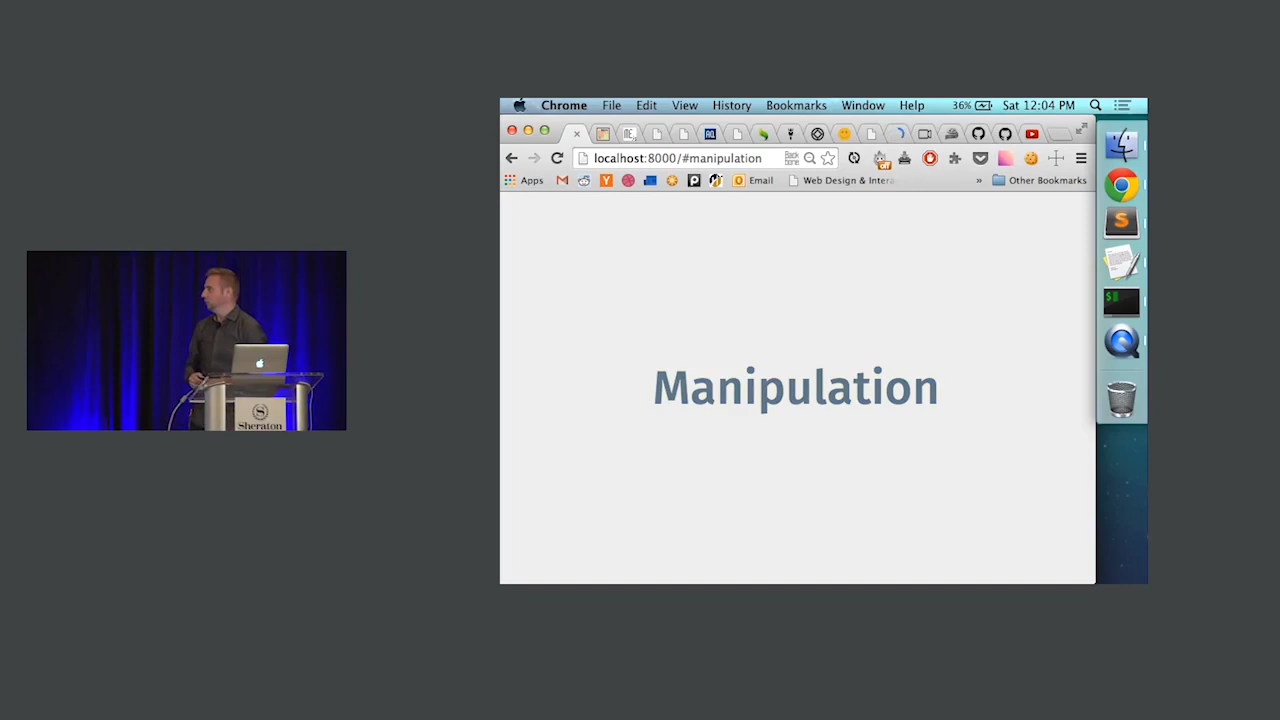 Chrome File Edit View History Bookmarks Window Help 36% Sat 12:04 PM
localhost:8000/#manipulation
Apps Email Web Design & Intera » Other Bookmarks
Manipulation
S
Sheraton